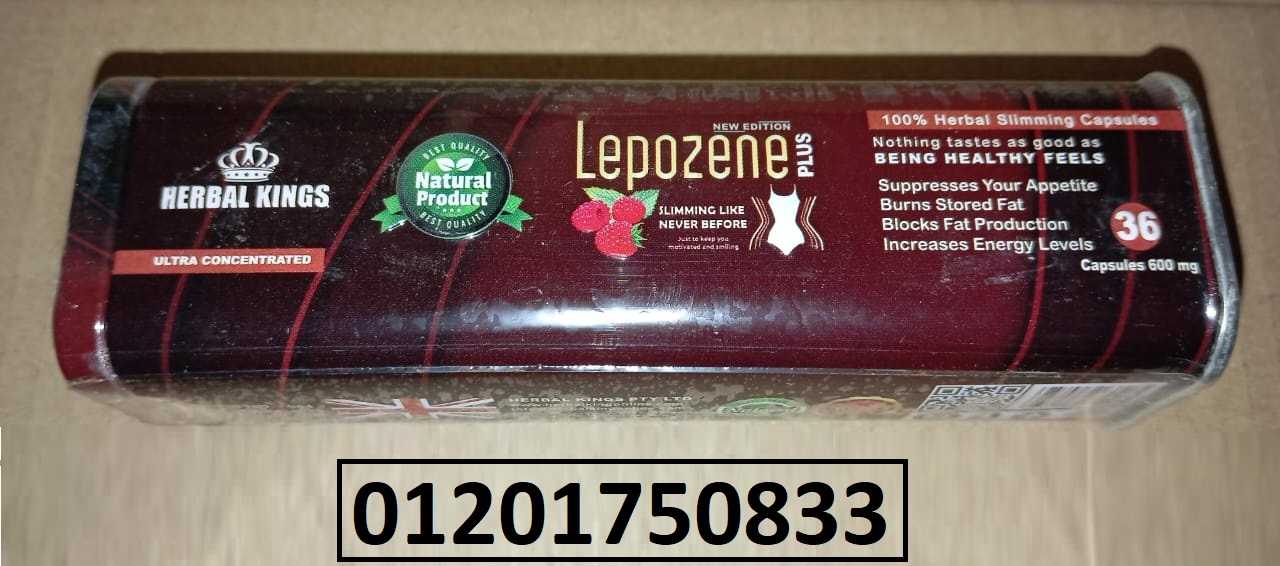 HERBAL KINGS
ULTRA CONCENTRATED
BEST QUALITY
Natural
Product
BEST QUALITY
NEW EDITION
Lepozene PLUS
SLIMMING LIKE
NEVER BEFORE
Just to keep you
motivated and smiling
100% Herbal Slimming Capsules
Nothing tastes as good as
BEING HEALTHY FEELS
Suppresses Your Appetite
Burns Stored Fat
Blocks Fat Production
Increases Energy Levels
36
Capsules 600 mg
HERBAL KINGS PTY LTD
01201750833